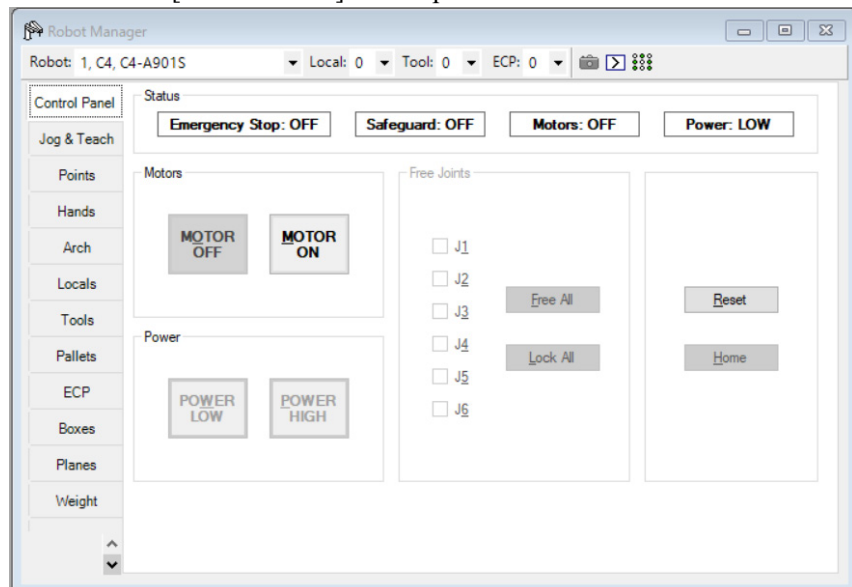 Robot Manager
Robot: 1, C4, C4-A901S Local: 0 Tool: 0 ECP: 0
Control Panel
Jog & Teach
Points
Hands
Arch
Locals
Tools
Pallets
ECP
Boxes
Planes
Weight
Status
Emergency Stop: OFF Safeguard: OFF Motors: OFF Power: LOW
Motors
MOTOR OFF
MOTOR ON
Power
POWER LOW
POWER HIGH
Free Joints
J1
J2
J3
J4
J5
J6
Free All
Lock All
Reset
Home